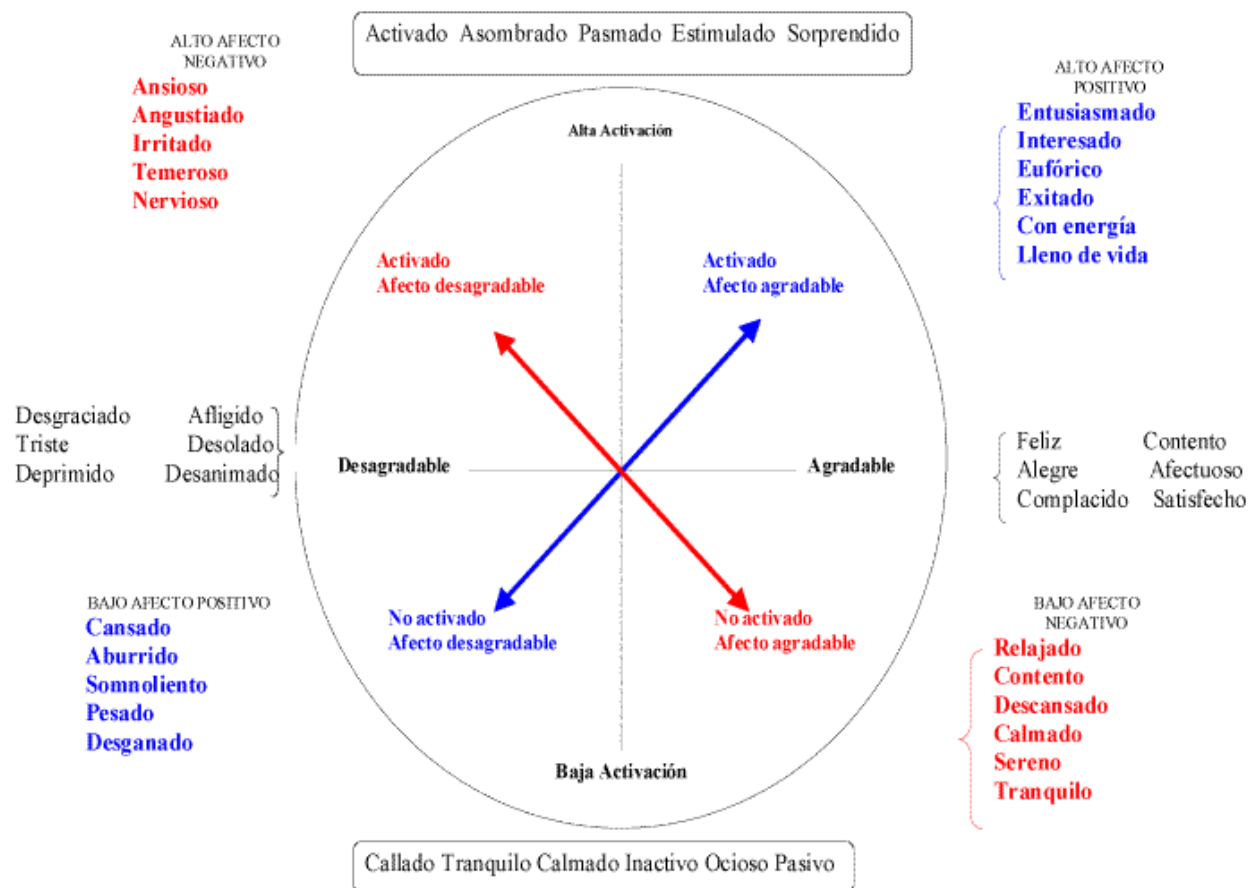 Activado Asombrado Pasmado Estimulado Sorprendido
ALTO AFECTO
NEGATIVO
Ansioso
Angustiado
Irritado
Temeroso
Nervioso
ALTO AFECTO
POSITIVO
Entusiasmado
Interesado
Eufórico
Exitado
Con energía
Lleno de vida
Alta Activación
Activado
Afecto desagradable
Activado
Afecto agradable
Desgraciado Afligido
Triste Desolado
Deprimido Desanimado
Desagradable
Agradable
Feliz Contento
Alegre Afectuoso
Complacido Satisfecho
BAJO AFECTO POSITIVO
Cansado
Aburrido
Somnoliento
Pesado
Desganado
No activado
Afecto desagradable
No activado
Afecto agradable
BAJO AFECTO
NEGATIVO
Relajado
Contento
Descansado
Calmado
Sereno
Tranquilo
Baja Activación
Callado Tranquilo Calmado Inactivo Ocioso Pasivo